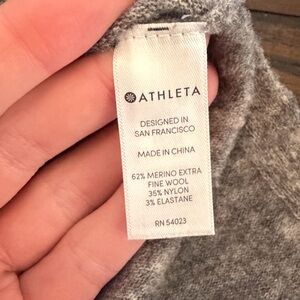 ATHLETA
DESIGNED IN
SAN FRANCISCO
MADE IN CHINA
62% MERINO EXTRA
FINE WOOL
35% NYLON
3% ELASTANE
RN 54023